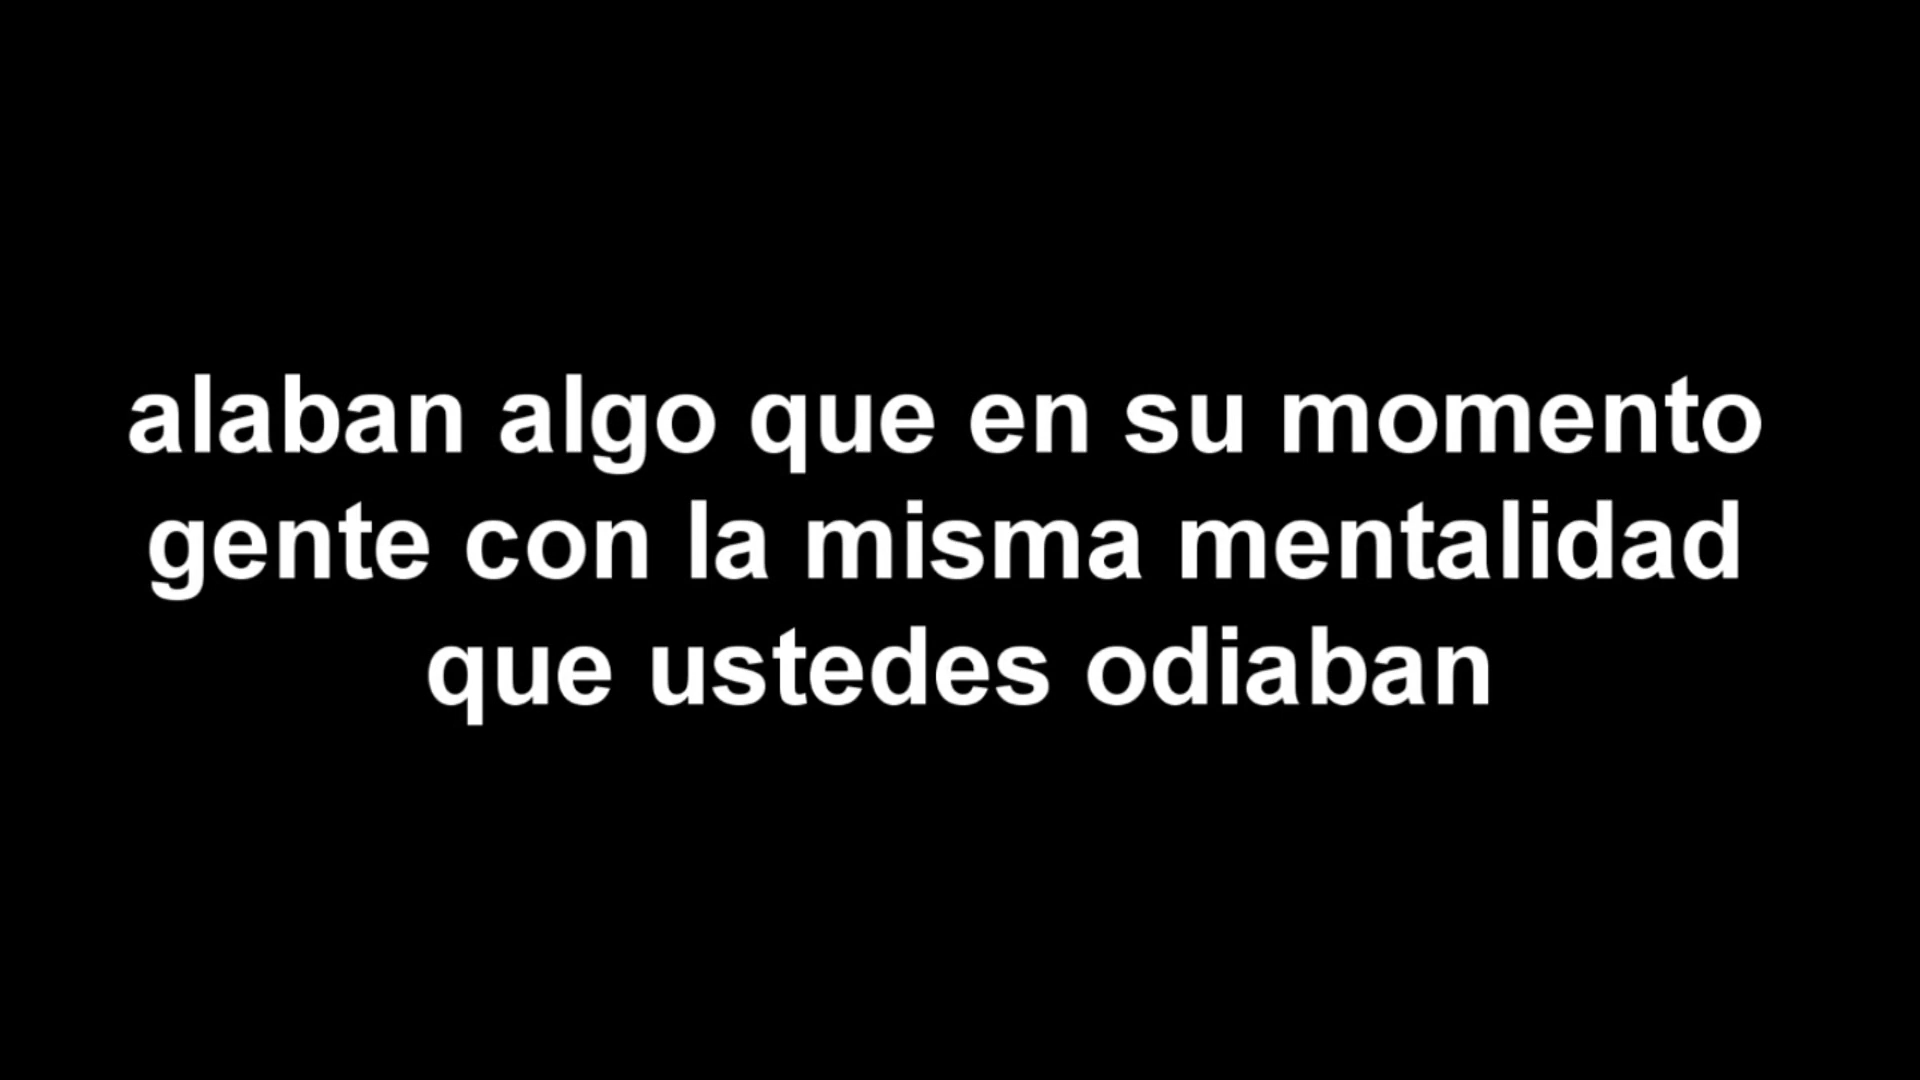 alaban algo que en su momento
gente con la misma mentalidad
que ustedes odiaban